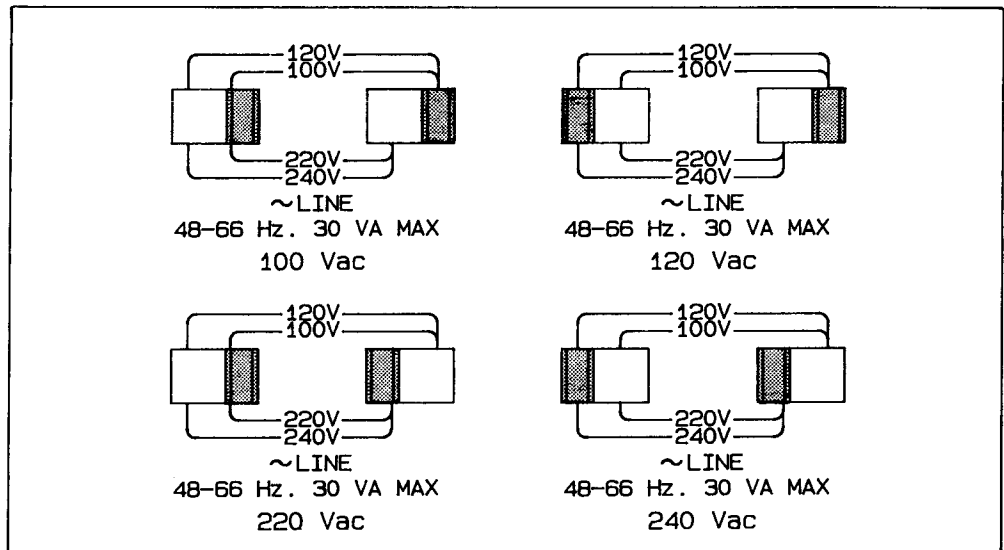 120V
100V
220V
240V
~LINE
48-66 Hz. 30 VA MAX
100 Vac
120V
100V
220V
240V
~LINE
48-66 Hz. 30 VA MAX
120 Vac
120V
100V
220V
240V
~LINE
48-66 Hz. 30 VA MAX
220 Vac
120V
100V
220V
240V
~LINE
48-66 Hz. 30 VA MAX
240 Vac